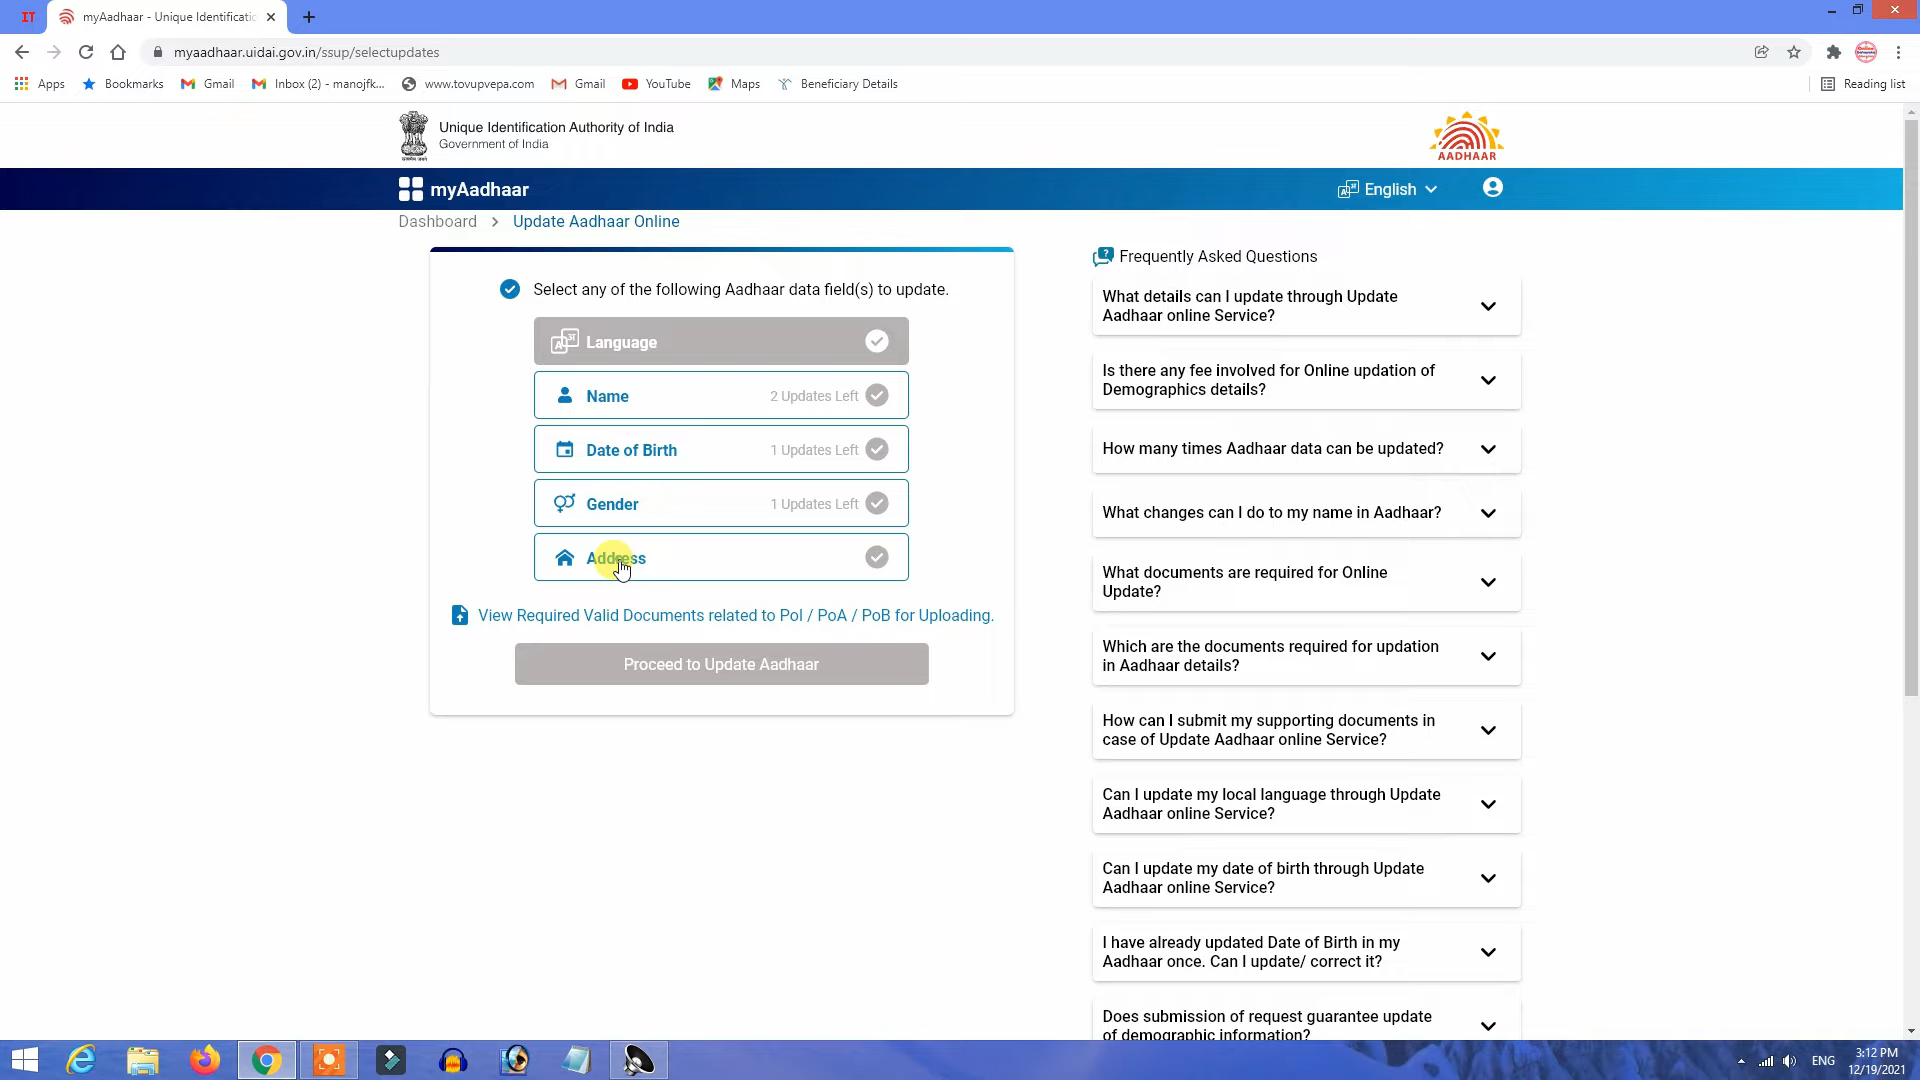 IT
myAadhaar - Unique Identificatio
myaadhaar.uidai.gov.in/ssup/selectupdates
Apps
Bookmarks
Gmail
Inbox (2) - manojfk...
www.tovupvepa.com
Gmail
YouTube
Maps
Beneficiary Details
Reading list
Unique Identification Authority of India
Government of India
AADHAAR
myAadhaar
English
Dashboard > Update Aadhaar Online
Select any of the following Aadhaar data field(s) to update.
Language
Name 2 Updates Left
Date of Birth 1 Updates Left
Gender 1 Updates Left
Address
View Required Valid Documents related to PoI / PoA / PoB for Uploading.
Proceed to Update Aadhaar
Frequently Asked Questions
What details can I update through Update
Aadhaar online Service?
Is there any fee involved for Online updation of
Demographics details?
How many times Aadhaar data can be updated?
What changes can I do to my name in Aadhaar?
What documents are required for Online
Update?
Which are the documents required for updation
in Aadhaar details?
How can I submit my supporting documents in
case of Update Aadhaar online Service?
Can I update my local language through Update
Aadhaar online Service?
Can I update my date of birth through Update
Aadhaar online Service?
I have already updated Date of Birth in my
Aadhaar once. Can I update/ correct it?
Does submission of request guarantee update
of demographic information?
ENG
3:12 PM
12/19/2021